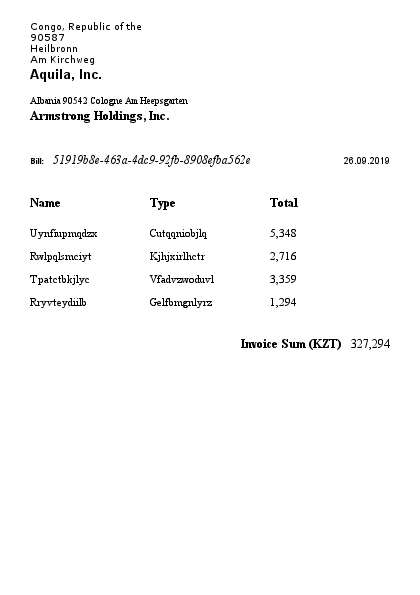 Congo, Republic of the
90587
Heilbronn
Am Kirchweg
Aquila, Inc.
Albania 90542 Cologne Am Heepsgarten
Armstrong Holdings, Inc.
Bill: 51919b8e-463a-4dc9-92fb-8908efba562e 26.09.2019
Name Type Total
Uynfiupmqdzx Cutqqniobjlq 5,348
Rwlpqlsmeiyt Kjhjxirlhctr 2,716
Tpatctbkjlyc Vfadvzwoduvl 3,359
Rryvteydiilb Gelfbmgnlyrz 1,294
Invoice Sum (KZT) 327,294